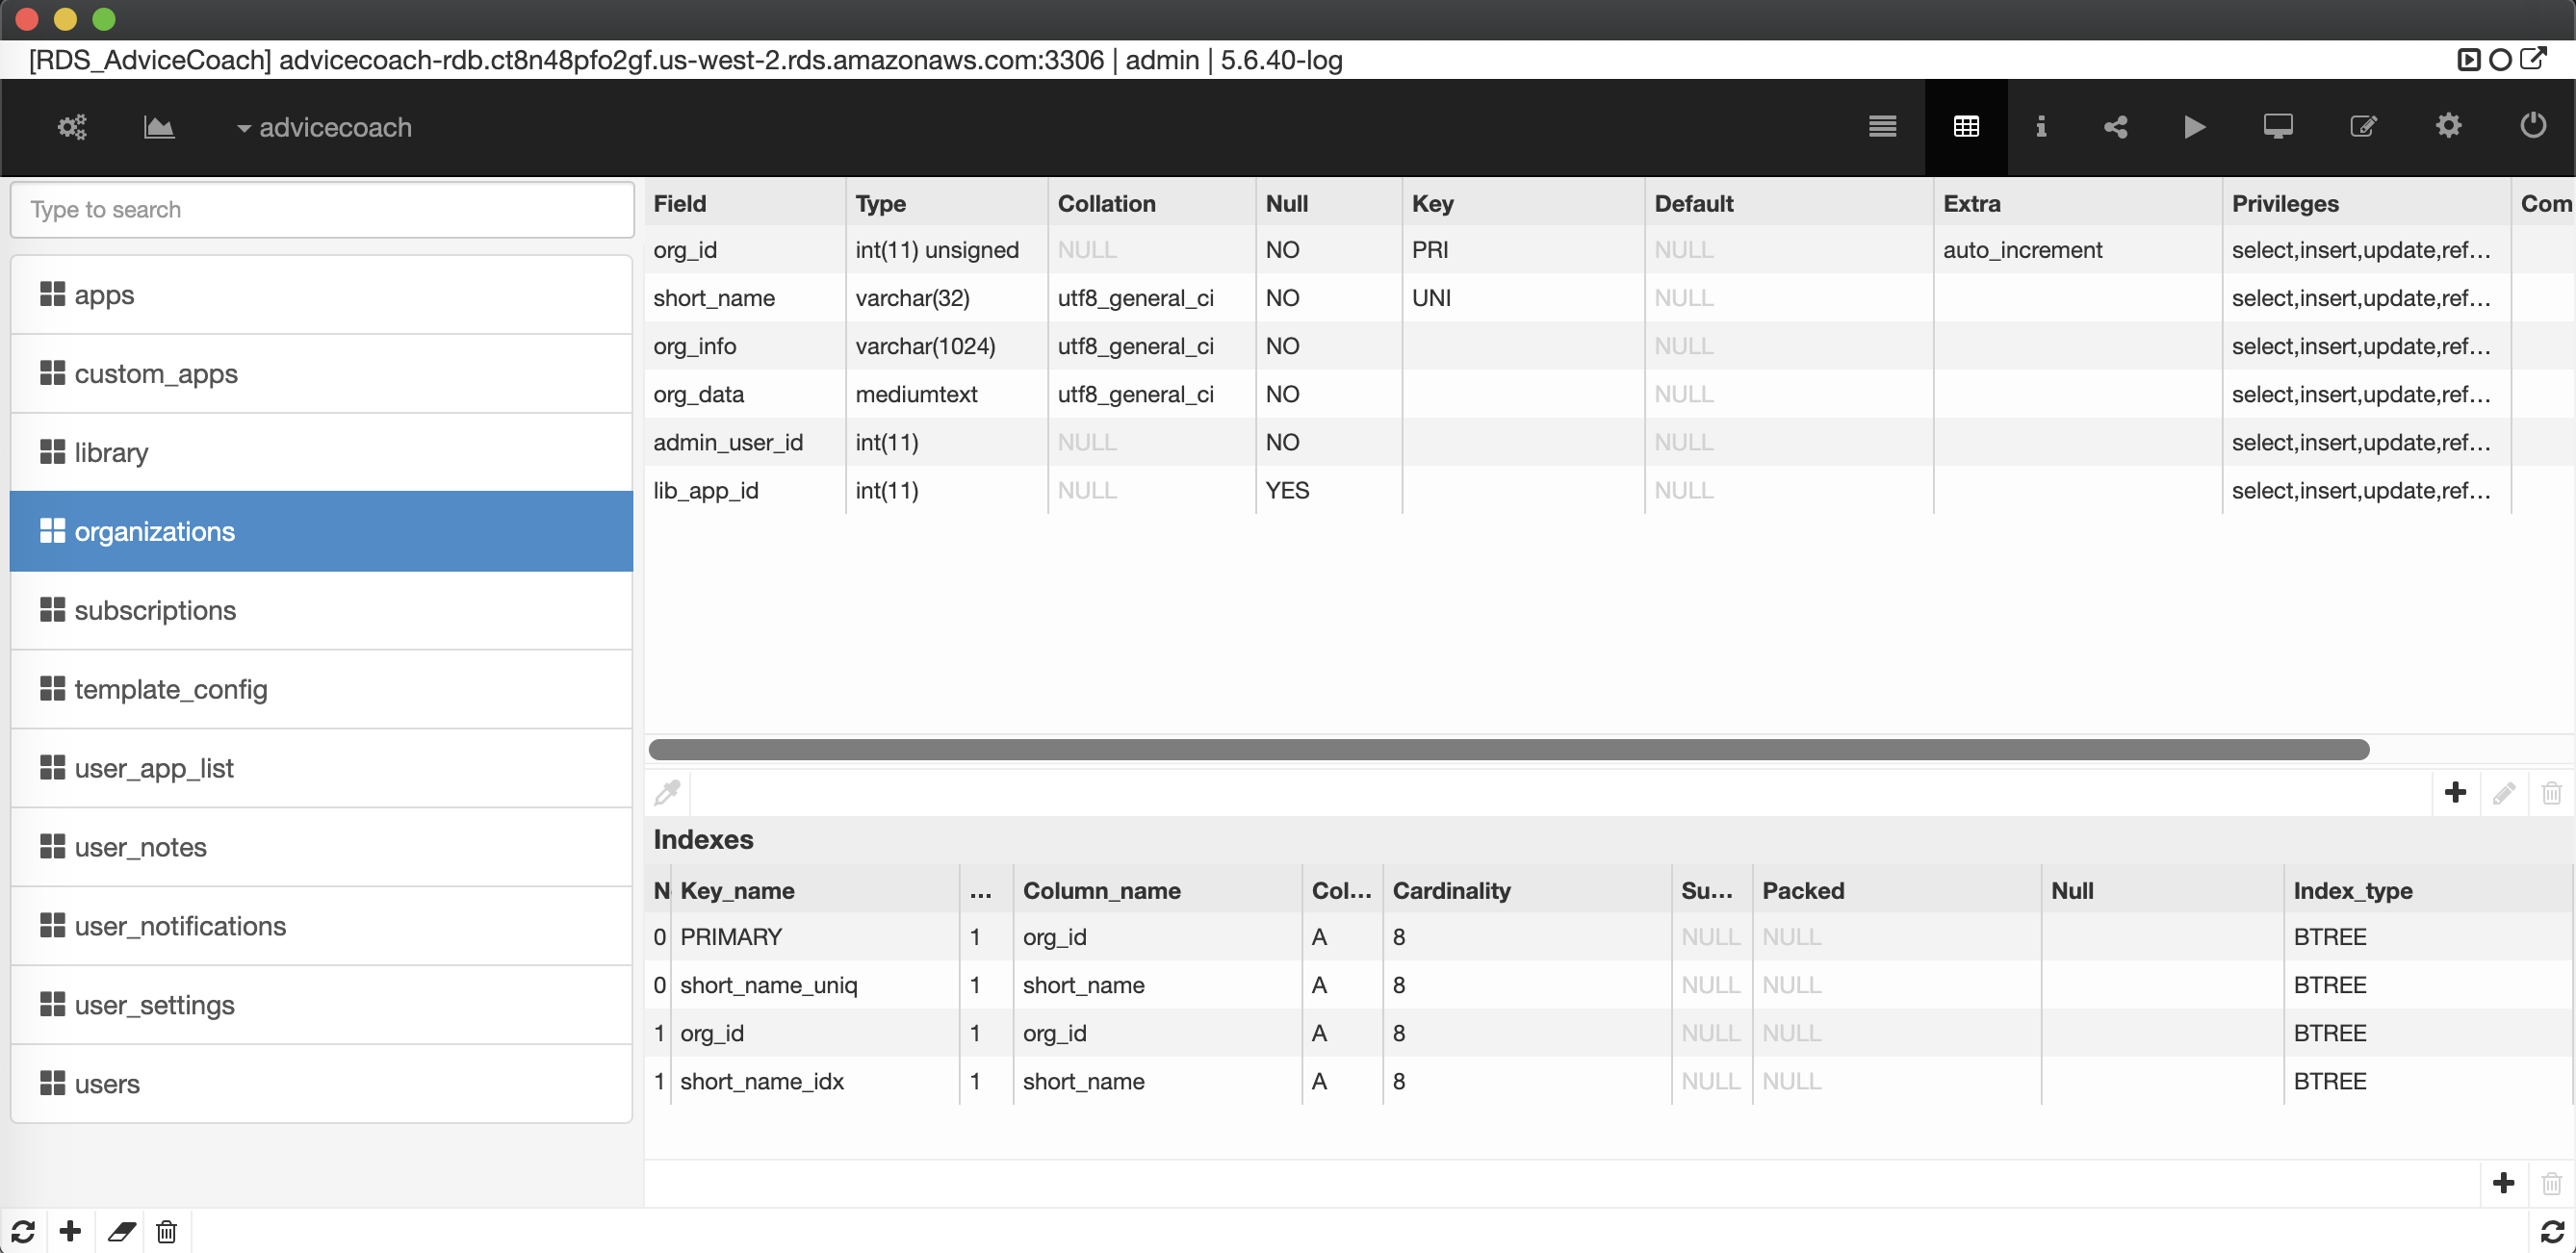 [RDS_AdviceCoach] advicecoach-rdb.ct8n48pfo2gf.us-west-2.rds.amazonaws.com:3306 | admin | 5.6.40-log
advicecoach
Type to search
apps
custom_apps
library
organizations
subscriptions
template_config
user_app_list
user_notes
user_notifications
user_settings
users
Field Type Collation Null Key Default Extra Privileges Com
org_id int(11) unsigned NULL NO PRI NULL auto_increment select,insert,update,ref...
short_name varchar(32) utf8_general_ci NO UNI NULL select,insert,update,ref...
org_info varchar(1024) utf8_general_ci NO NULL select,insert,update,ref...
org_data mediumtext utf8_general_ci NO NULL select,insert,update,ref...
admin_user_id int(11) NULL NO NULL select,insert,update,ref...
lib_app_id int(11) NULL YES NULL select,insert,update,ref...
Indexes
N Key_name ... Column_name Col... Cardinality Su... Packed Null Index_type
0 PRIMARY 1 org_id A 8 NULL NULL BTREE
0 short_name_uniq 1 short_name A 8 NULL NULL BTREE
1 org_id 1 org_id A 8 NULL NULL BTREE
1 short_name_idx 1 short_name A 8 NULL NULL BTREE